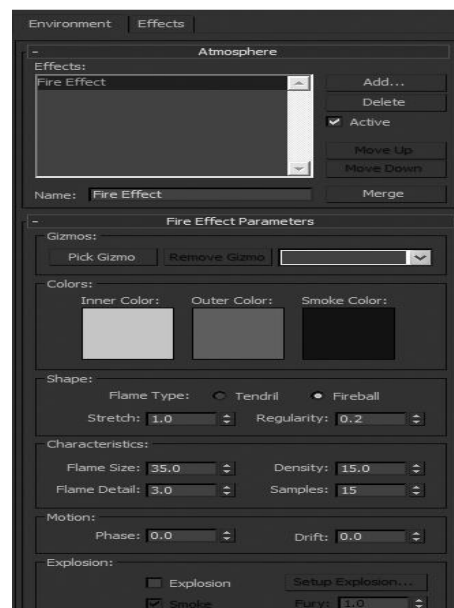 Environment Effects
- Atmosphere
Effects:
Fire Effect
Add...
Delete
Active
Move Up
Move Down
Name: Fire Effect Merge
- Fire Effect Parameters
Gizmos:
Pick Gizmo Remove Gizmo
Colors:
Inner Color: Outer Color: Smoke Color:
Shape:
Flame Type: Tendril Fireball
Stretch: 1.0 Regularity: 0.2
Characteristics:
Flame Size: 35.0 Density: 15.0
Flame Detail: 3.0 Samples: 15
Motion:
Phase: 0.0 Drift: 0.0
Explosion:
Explosion Setup Explosion...
Smoke Fury: 1.0